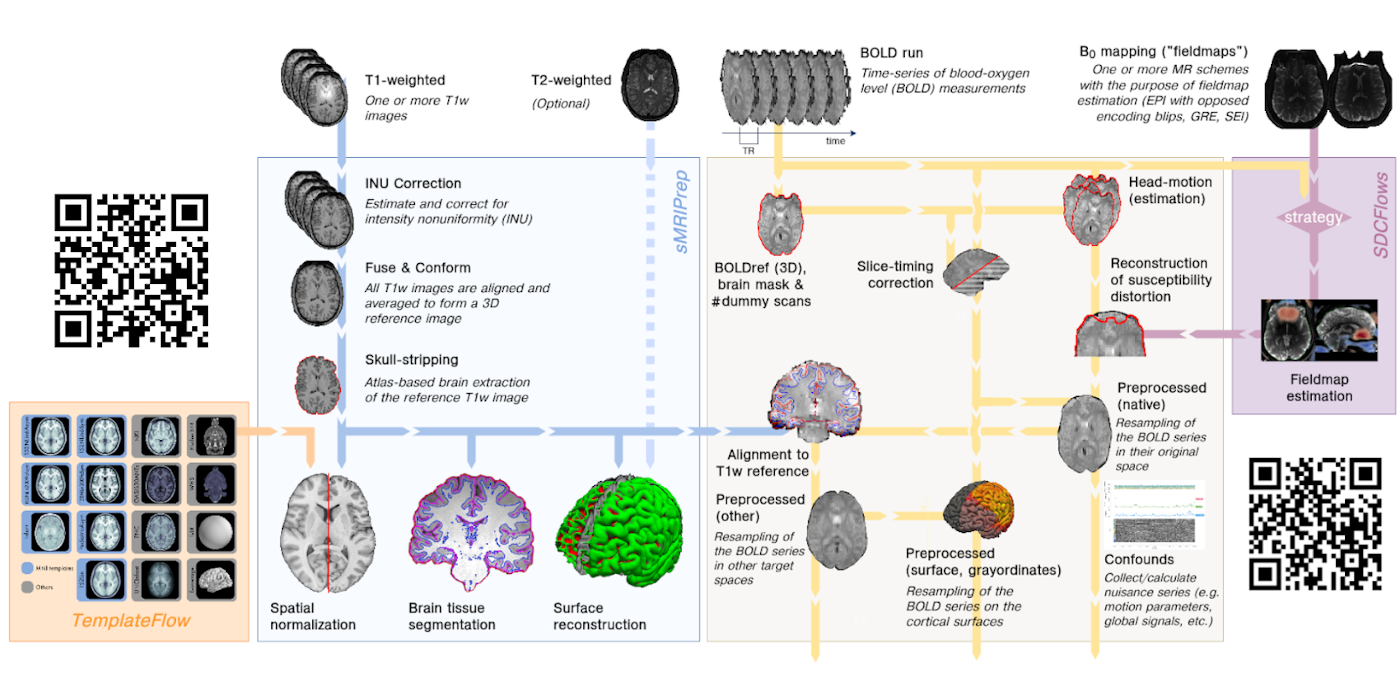 T1-weighted
One or more T1w
images
T2-weighted
(Optional)
BOLD run
Time-series of blood-oxygen
level (BOLD) measurements
TR
time
B0 mapping ("fieldmaps")
One or more MR schemes
with the purpose of fieldmap
estimation (EPI with opposed
encoding blips, GRE, SEI)
sMRIPrep
INU Correction
Estimate and correct for
intensity nonuniformity (INU)
Fuse & Conform
All T1w images are aligned and
averaged to form a 3D
reference image
Skull-stripping
Atlas-based brain extraction
of the reference T1w image
Spatial
normalization
Brain tissue
segmentation
Surface
reconstruction
MNI templates
Others
TemplateFlow
BOLDref (3D),
brain mask &
#dummy scans
Slice-timing
correction
Head-motion
(estimation)
Reconstruction
of susceptibility
distortion
Alignment to
T1w reference
Preprocessed
(native)
Resampling of
the BOLD series
in their original
space
Preprocessed
(other)
Resampling of
the BOLD series
in other target
spaces
Preprocessed
(surface, grayordinates)
Resampling of the
BOLD series on the
cortical surfaces
Confounds
Collect/calculate
nuisance series (e.g.
motion parameters,
global signals, etc.)
SDCFlows
strategy
Fieldmap
estimation